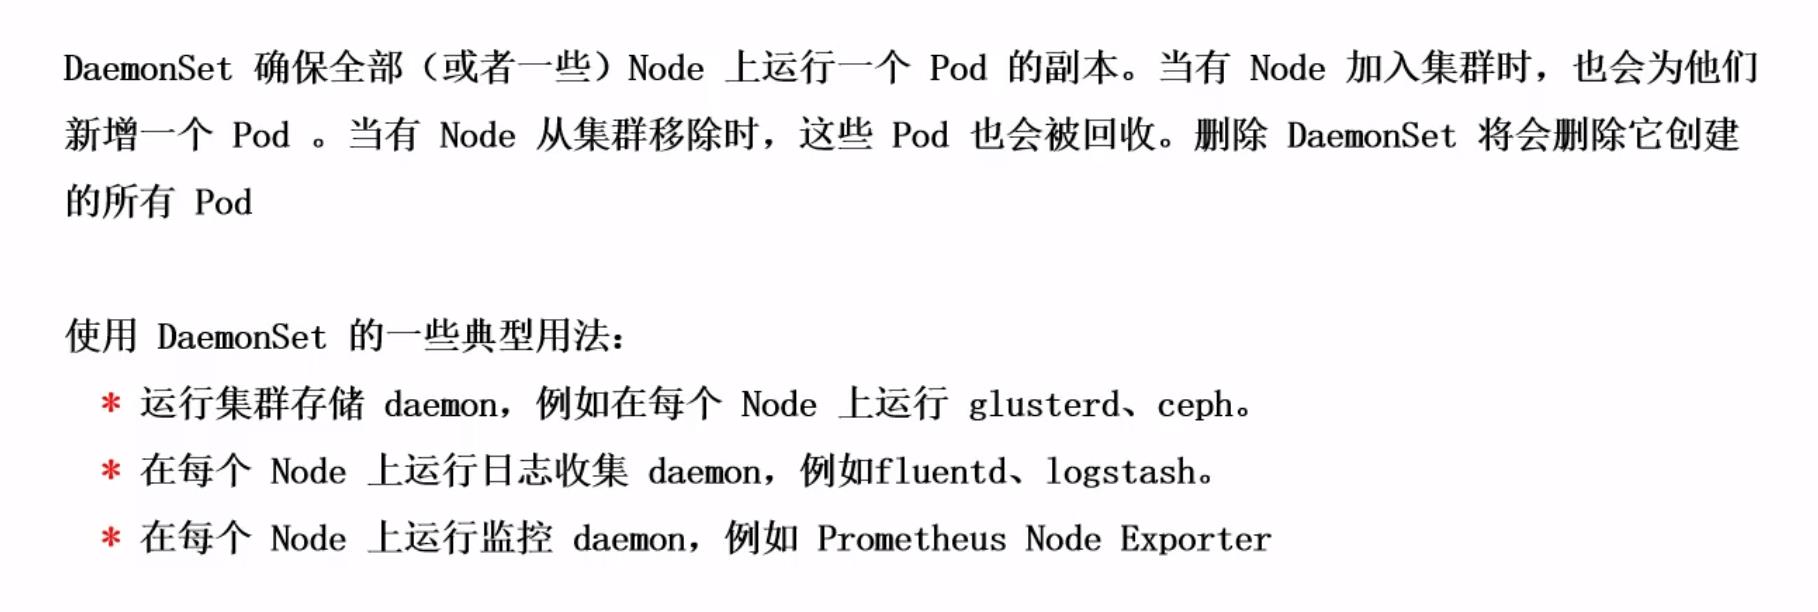 DaemonSet 确保全部（或者一些）Node 上运行一个 Pod 的副本。当有 Node 加入集群时，也会为他们
新增一个 Pod 。当有 Node 从集群移除时，这些 Pod 也会被回收。删除 DaemonSet 将会删除它创建
的所有 Pod
使用 DaemonSet 的一些典型用法：
* 运行集群存储 daemon，例如在每个 Node 上运行 glusterd、ceph。
* 在每个 Node 上运行日志收集 daemon，例如fluentd、logstash。
* 在每个 Node 上运行监控 daemon，例如 Prometheus Node Exporter